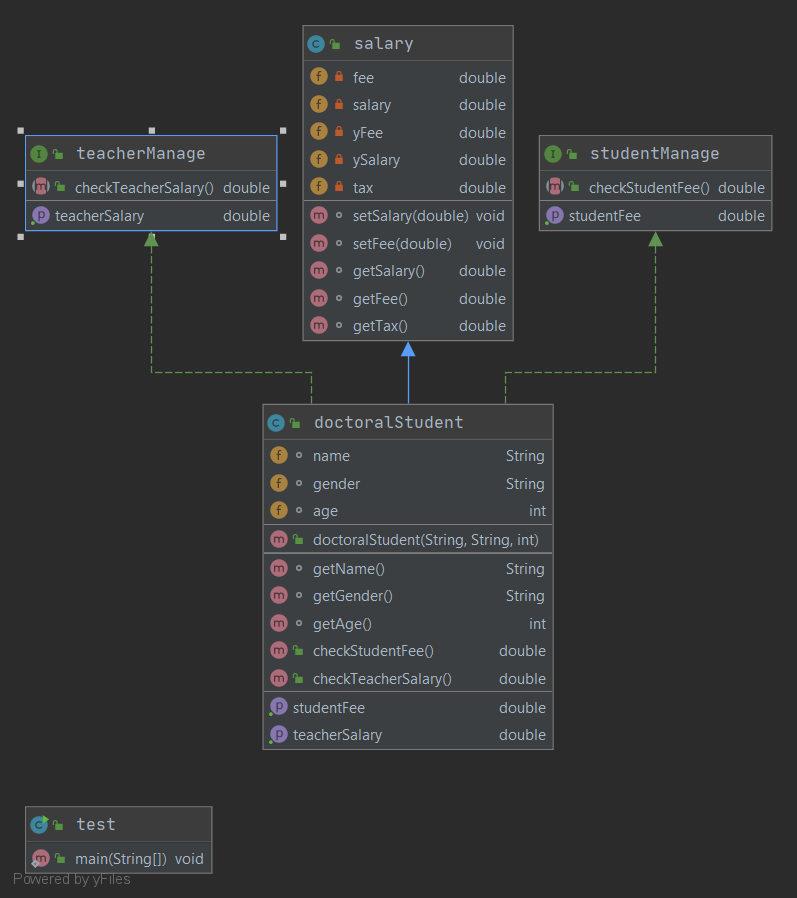 salary
fee double
salary double
yFee double
ySalary double
tax double
setSalary(double) void
setFee(double) void
getSalary() double
getFee() double
getTax() double
teacherManage
checkTeacherSalary() double
teacherSalary double
studentManage
checkStudentFee() double
studentFee double
doctoralStudent
name String
gender String
age int
doctoralStudent(String, String, int)
getName() String
getGender() String
getAge() int
checkStudentFee() double
checkTeacherSalary() double
studentFee double
teacherSalary double
test
main(String[]) void
Powered by yFiles